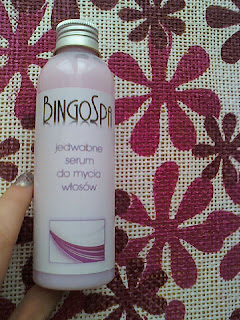 BINGOSPA
jedwabne
serum
do mycia
włosów